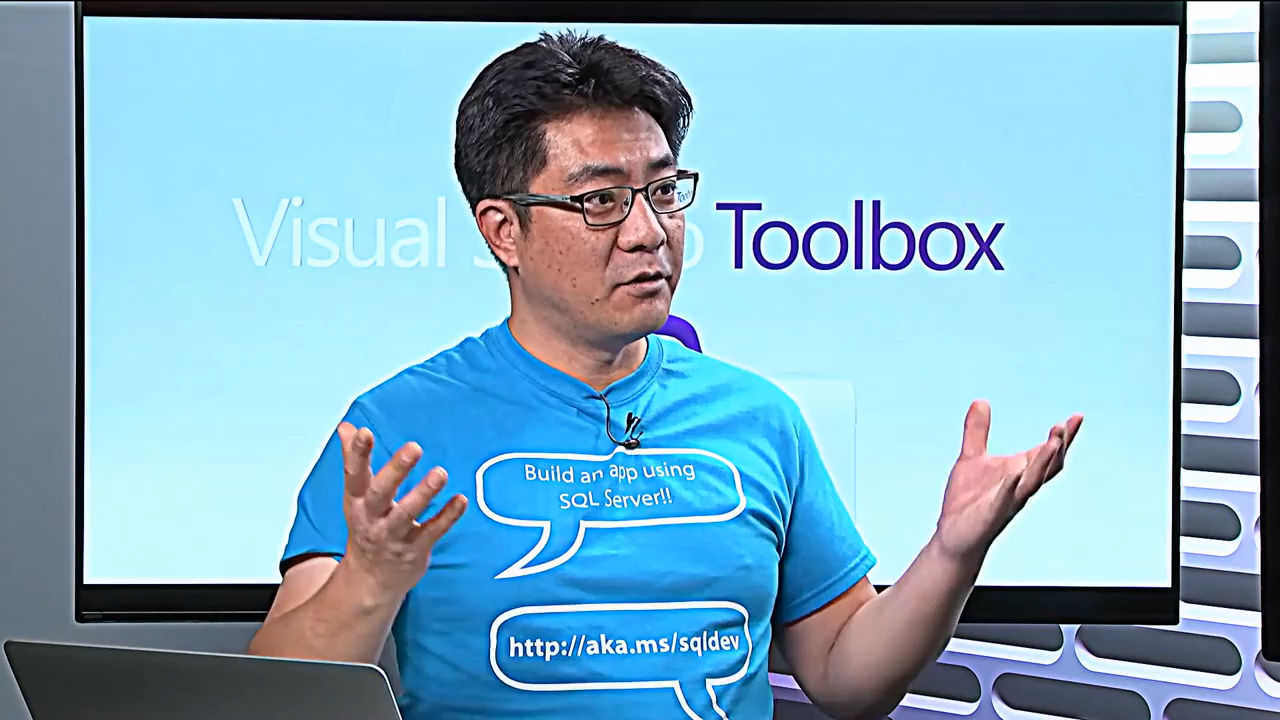 Visual Toolbox
Build an app using
SQL Server!!
http://aka.ms/sqldev